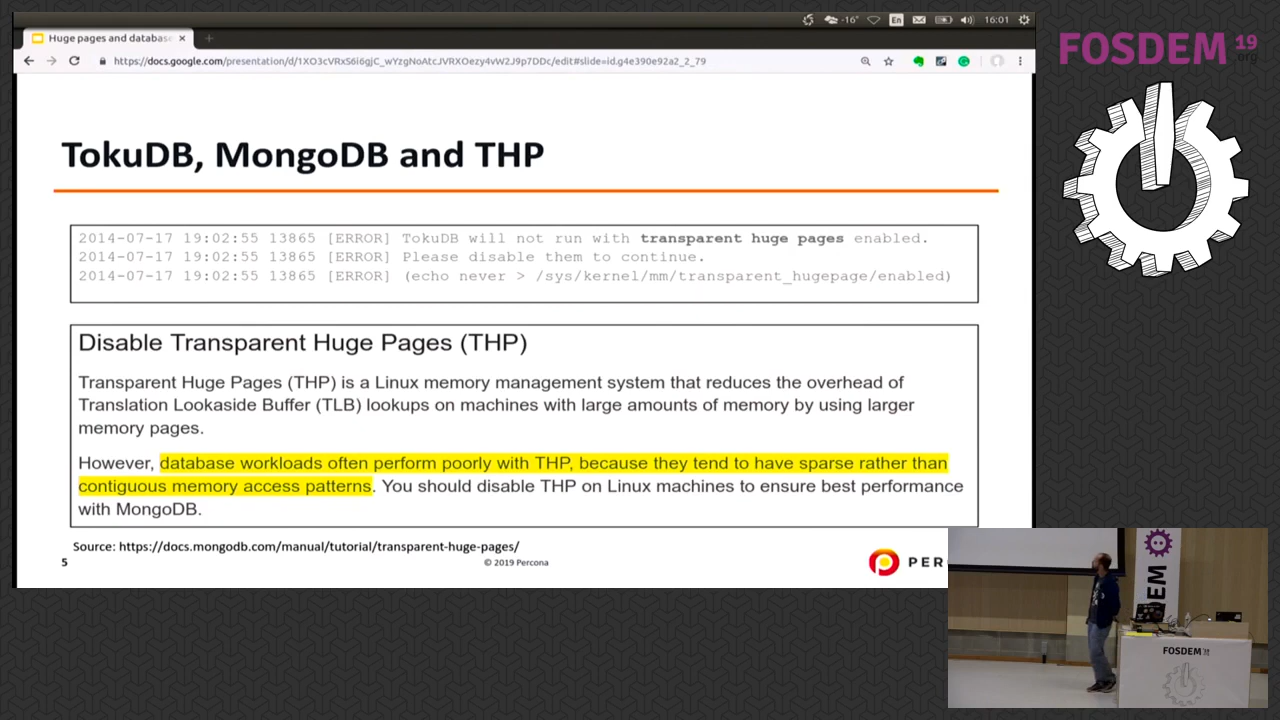 -16° En 16:01
Huge pages and databas
https://docs.google.com/presentation/d/1XO3cVRxS6i6gjC_wYzgNoAtcJVRXOezy4vW2J9p7DDc/edit#slide=id.g4e390e92a2_2_79
FOSDEM 19
.org
TokuDB, MongoDB and THP
2014-07-17 19:02:55 13865 [ERROR] TokuDB will not run with transparent huge pages enabled.
2014-07-17 19:02:55 13865 [ERROR] Please disable them to continue.
2014-07-17 19:02:55 13865 [ERROR] (echo never > /sys/kernel/mm/transparent_hugepage/enabled)
Disable Transparent Huge Pages (THP)
Transparent Huge Pages (THP) is a Linux memory management system that reduces the overhead of
Translation Lookaside Buffer (TLB) lookups on machines with large amounts of memory by using larger
memory pages.
However, database workloads often perform poorly with THP, because they tend to have sparse rather than
contiguous memory access patterns. You should disable THP on Linux machines to ensure best performance
with MongoDB.
Source: https://docs.mongodb.com/manual/tutorial/transparent-huge-pages/
5
© 2019 Percona
PER
DEM
FOSDEM